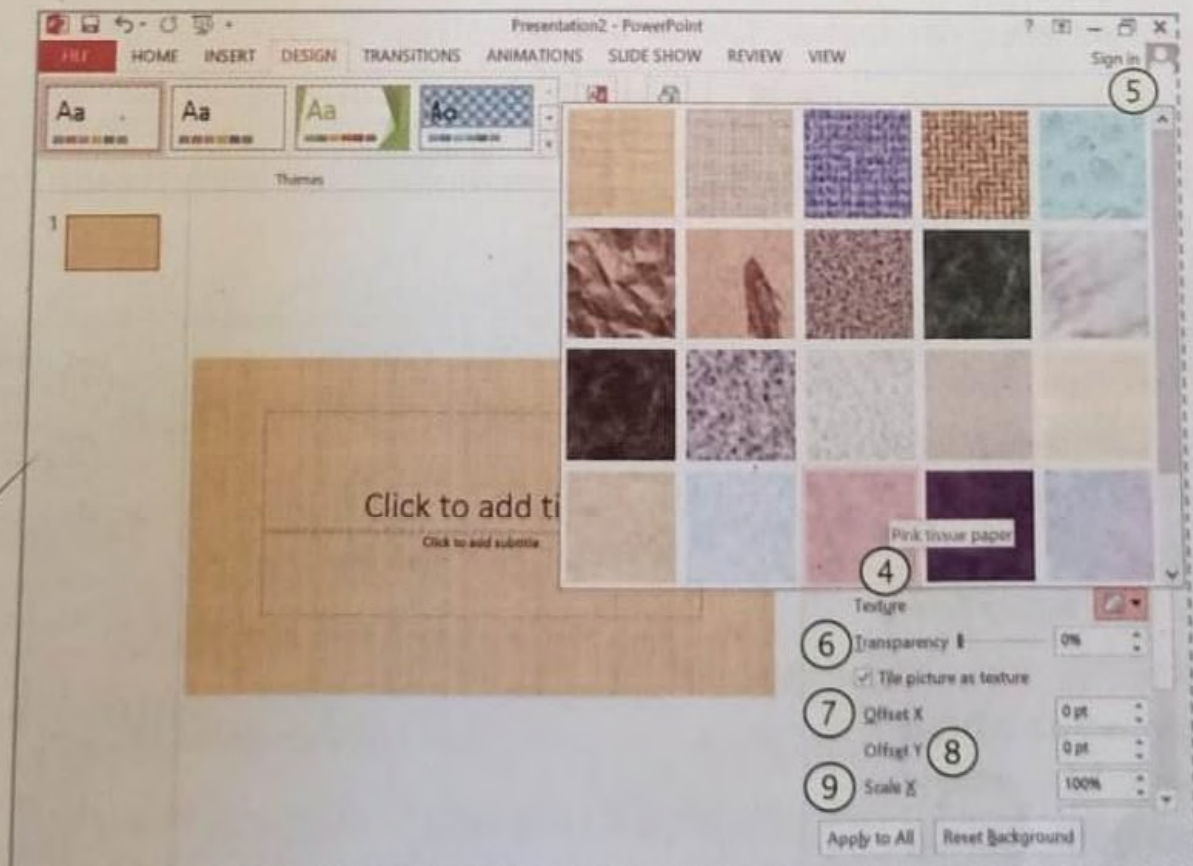 Presentation2 - PowerPoint
?
FILE HOME INSERT DESIGN TRANSITIONS ANIMATIONS SLIDE SHOW REVIEW VIEW Sign in
5
Aa Aa Aa Aa
Themes
1
Click to add ti
Click to add subtitle
Pink tissue paper
4
Texture
6 Transparency 0%
Tile picture as texture
7 Offset X 0 pt
Offset Y 8 0 pt
9 Scale X 100%
Apply to All Reset Background